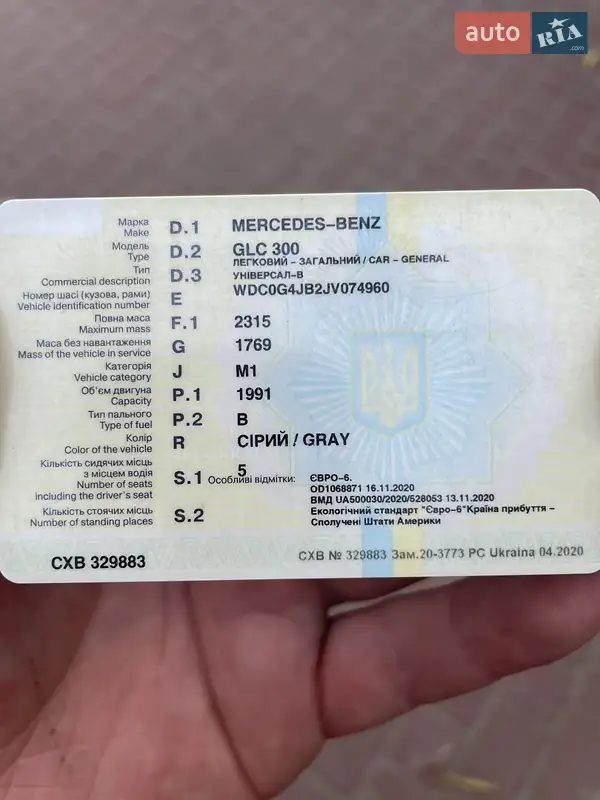 auto RIA .com
Марка
Make D.1 MERCEDES-BENZ
Модель
Type D.2 GLC 300
ЛЕГКОВИЙ - ЗАГАЛЬНИЙ / CAR - GENERAL
Тип
Commercial description D.3 УНІВЕРСАЛ-В
Номер шасі (кузова, рами)
Vehicle identification number E WDC0G4JB2JV074960
Повна маса
Maximum mass F.1 2315
Маса без навантаження
Mass of the vehicle in service G 1769
Категорія
Vehicle category J M1
Об'єм двигуна
Capacity P.1 1991
Тип пального
Type of fuel P.2 B
Колір
Color of the vehicle R СІРИЙ / GRAY
Кількість сидячих місць
з місцем водія
Number of seats
including the driver's seat S.1 5
Особливі відмітки: ЄВРО-6.
OD1068871 16.11.2020
ВМД UA500030/2020/528053 13.11.2020
Екологічний стандарт "Євро-6"Країна прибуття -
Сполучені Штати Америки
Кількість стоячих місць
Number of standing places S.2
СХВ 329883
СХВ № 329883 Зам.20-3773 РС Ukraina 04.2020